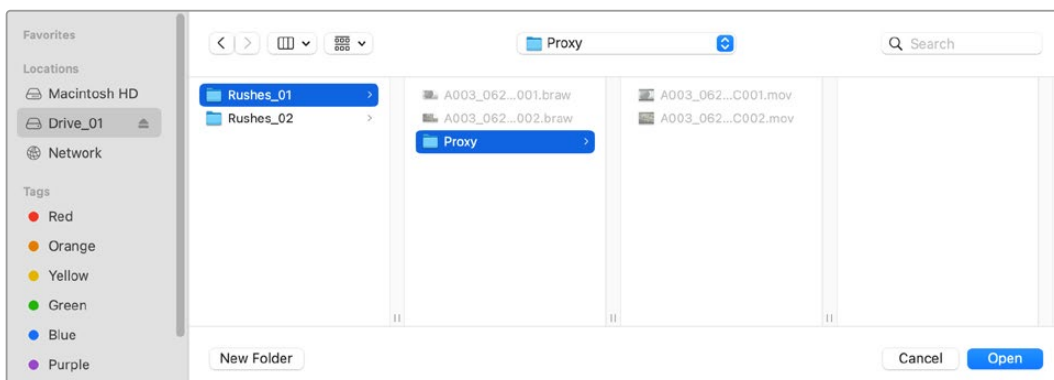 Favorites
Locations
Macintosh HD
Drive_01
Network
Tags
Red
Orange
Yellow
Green
Blue
Purple
Proxy
Search
Rushes_01
Rushes_02
A003_062...001.braw
A003_062...002.braw
Proxy
A003_062...C001.mov
A003_062...C002.mov
New Folder
Cancel
Open